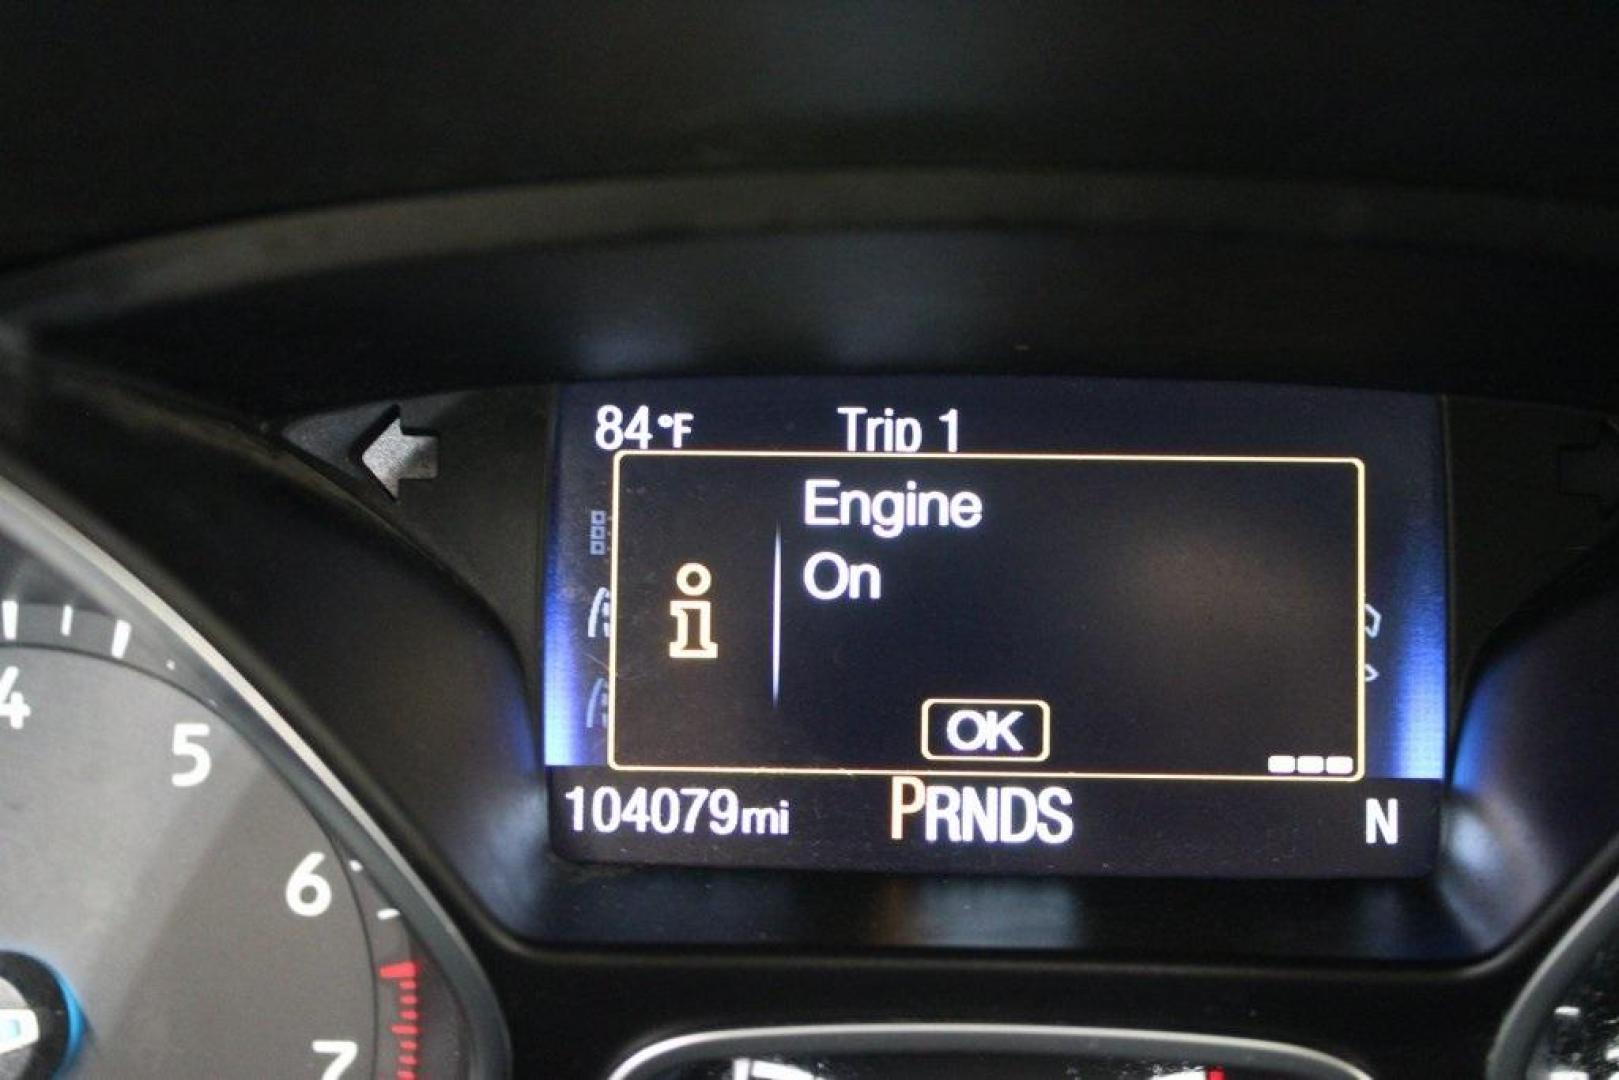 84°F Trip 1
Engine
On
OK
104079mi PRNDS N
4
5
6
7